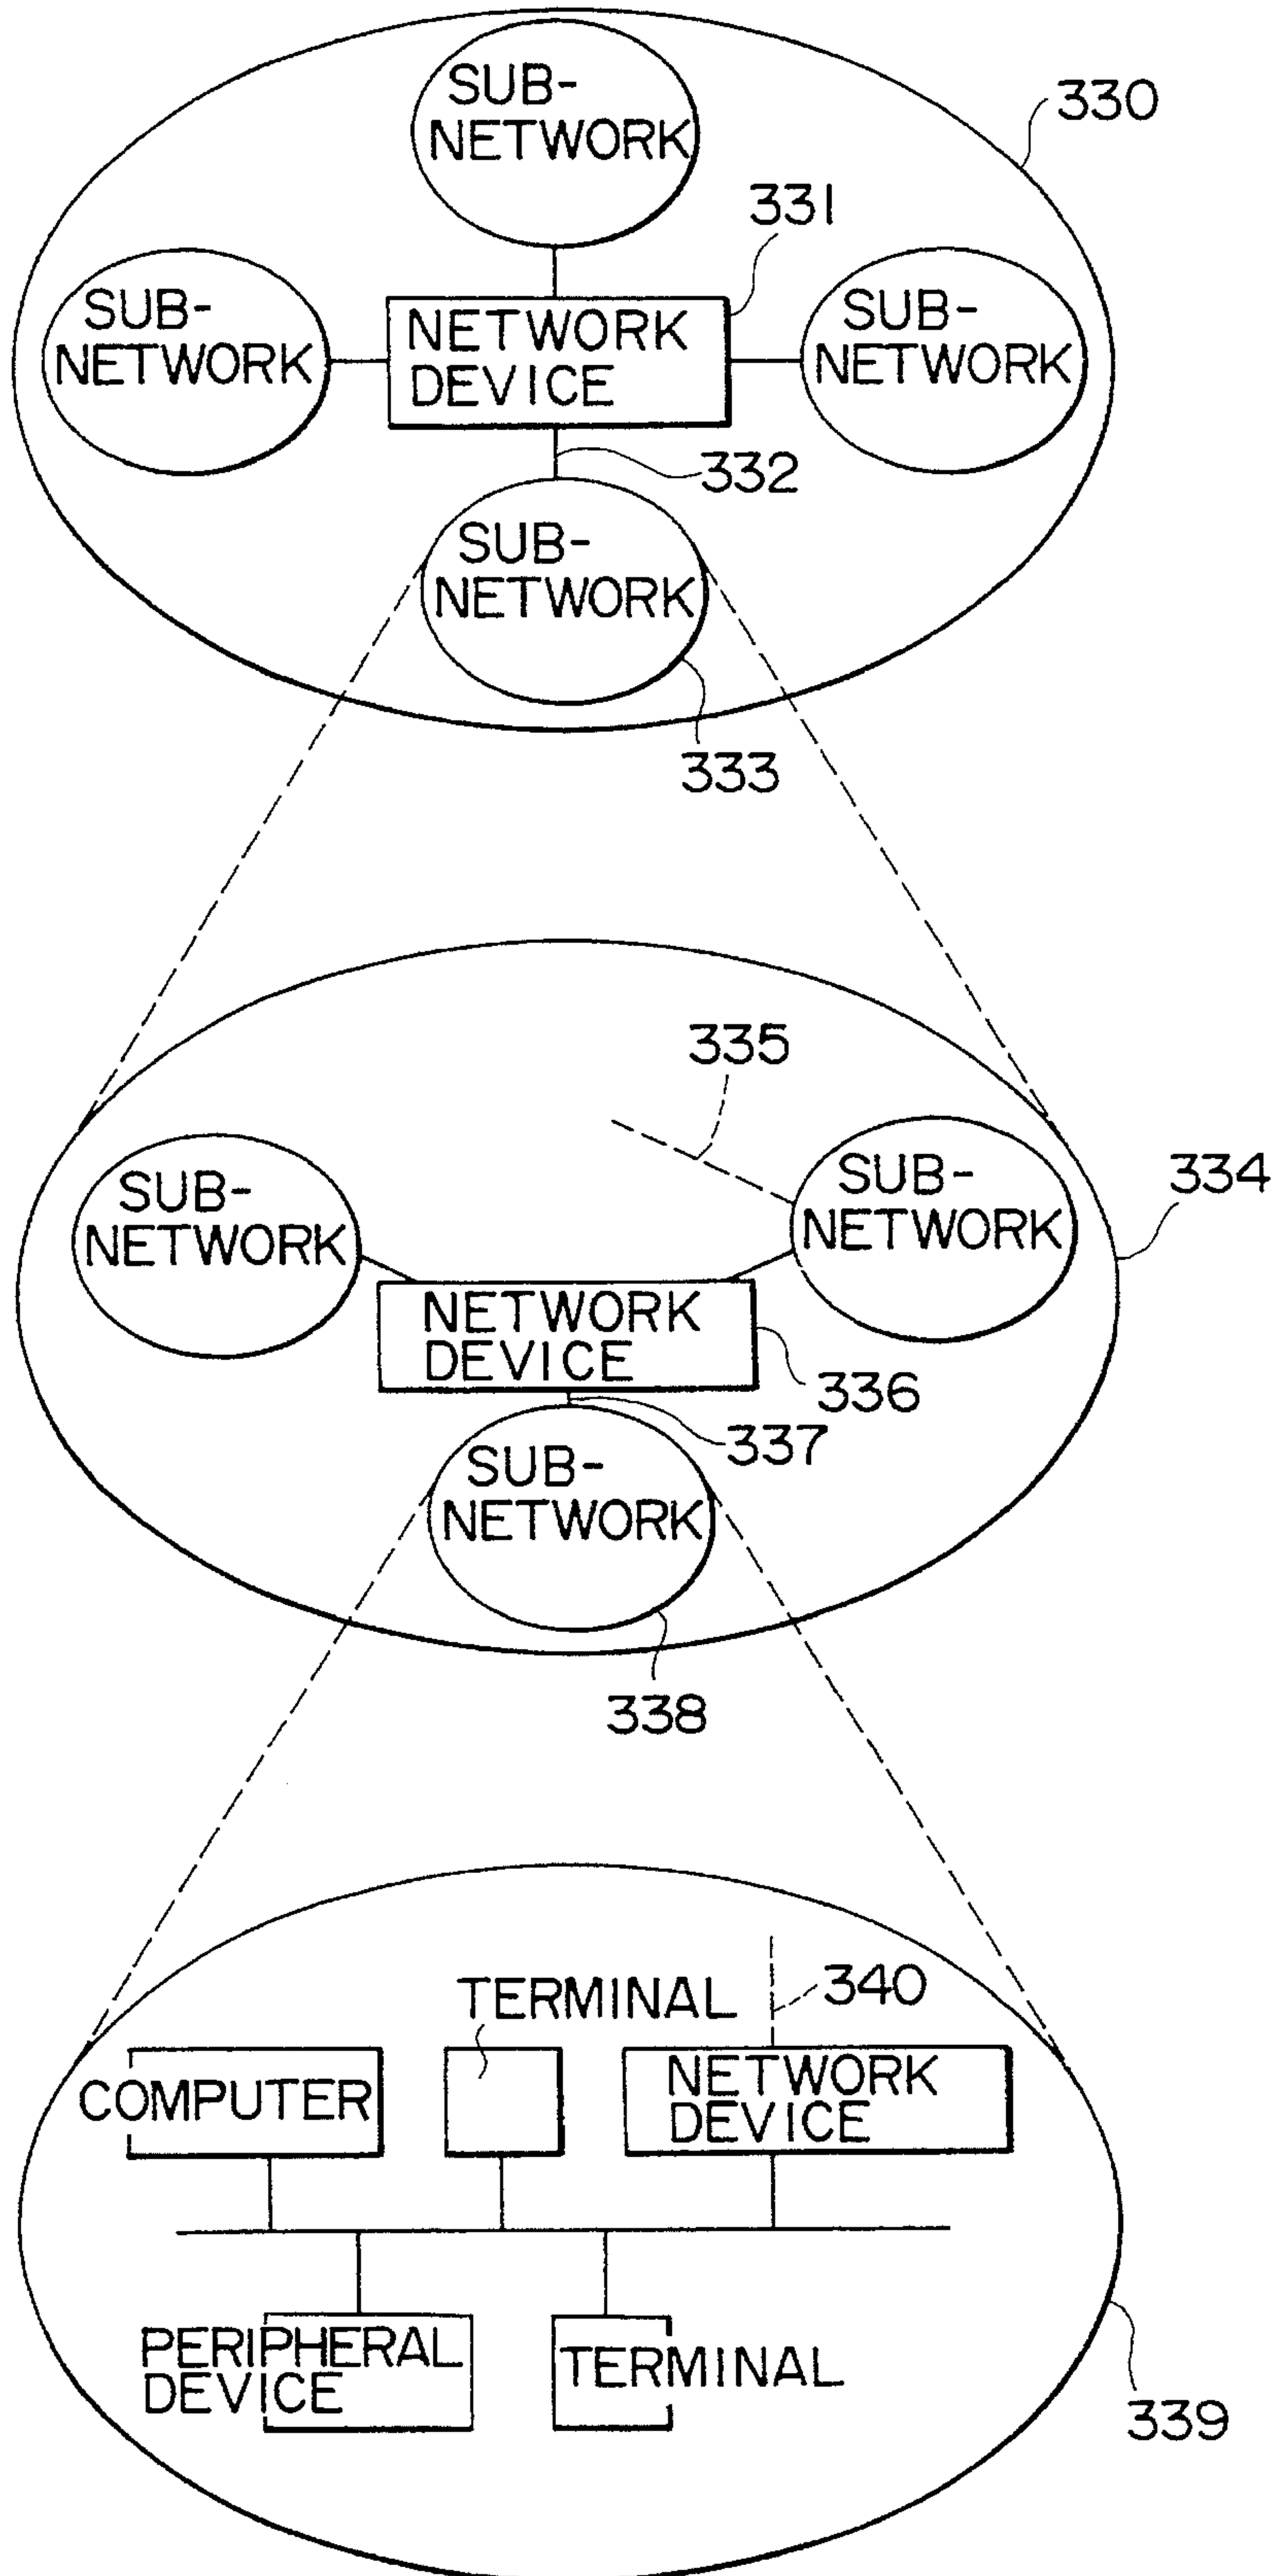 SUB-
NETWORK
330
331
SUB-
NETWORK
NETWORK
DEVICE
SUB-
NETWORK
332
SUB-
NETWORK
333
335
334
SUB-
NETWORK
SUB-
NETWORK
NETWORK
DEVICE
336
337
SUB-
NETWORK
338
TERMINAL
340
COMPUTER
NETWORK
DEVICE
PERIPHERAL
DEVICE
TERMINAL
339